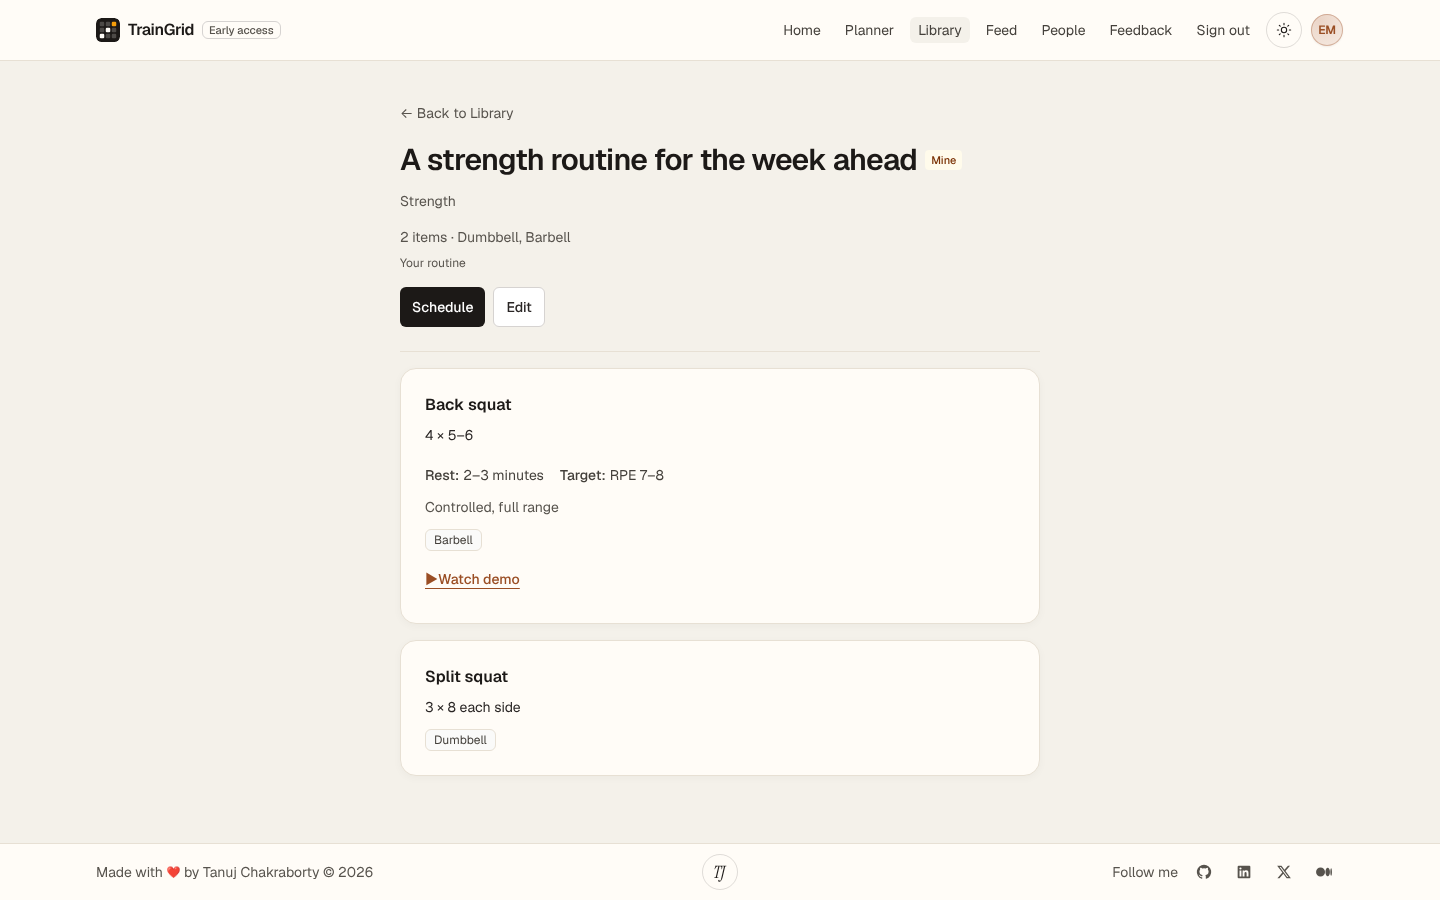 TrainGrid
Early access
Home
Planner
Library
Feed
People
Feedback
Sign out
EM
← Back to Library
A strength routine for the week ahead
Mine
Strength
2 items · Dumbbell, Barbell
Your routine
Schedule
Edit
Back squat
4 × 5–6
Rest: 2–3 minutes Target: RPE 7–8
Controlled, full range
Barbell
▶Watch demo
Split squat
3 × 8 each side
Dumbbell
Made with ❤️ by Tanuj Chakraborty © 2026
TJ
Follow me